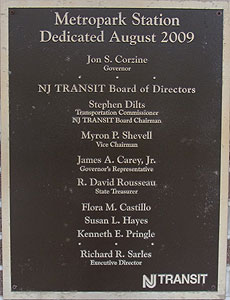 Metropark Station
Dedicated August 2009
Jon S. Corzine
Governor
NJ TRANSIT Board of Directors
Stephen Dilts
Transportation Commissioner
NJ TRANSIT Board Chairman
Myron P. Shevell
Vice Chairman
James A. Carey, Jr.
Governor's Representative
R. David Rousseau
State Treasurer
Flora M. Castillo
Susan L. Hayes
Kenneth E. Pringle
Richard R. Sarles
Executive Director
NJ TRANSIT